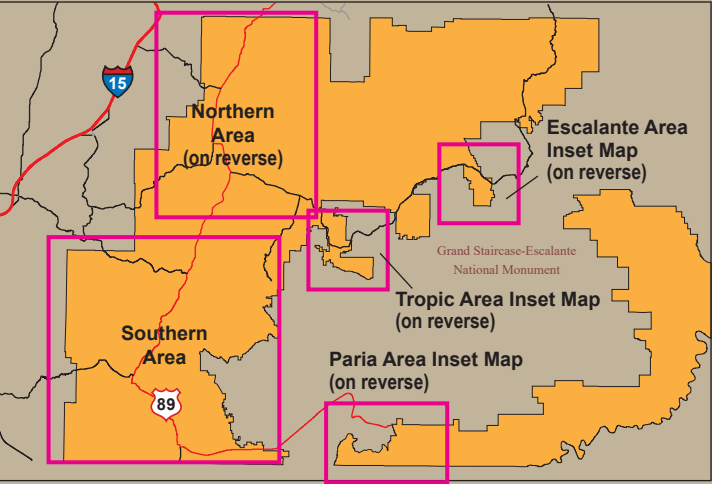 15
Northern
Area
(on reverse)
Escalante Area
Inset Map
(on reverse)
Grand Staircase-Escalante
National Monument
Tropic Area Inset Map
(on reverse)
Southern
Area
Paria Area Inset Map
(on reverse)
89